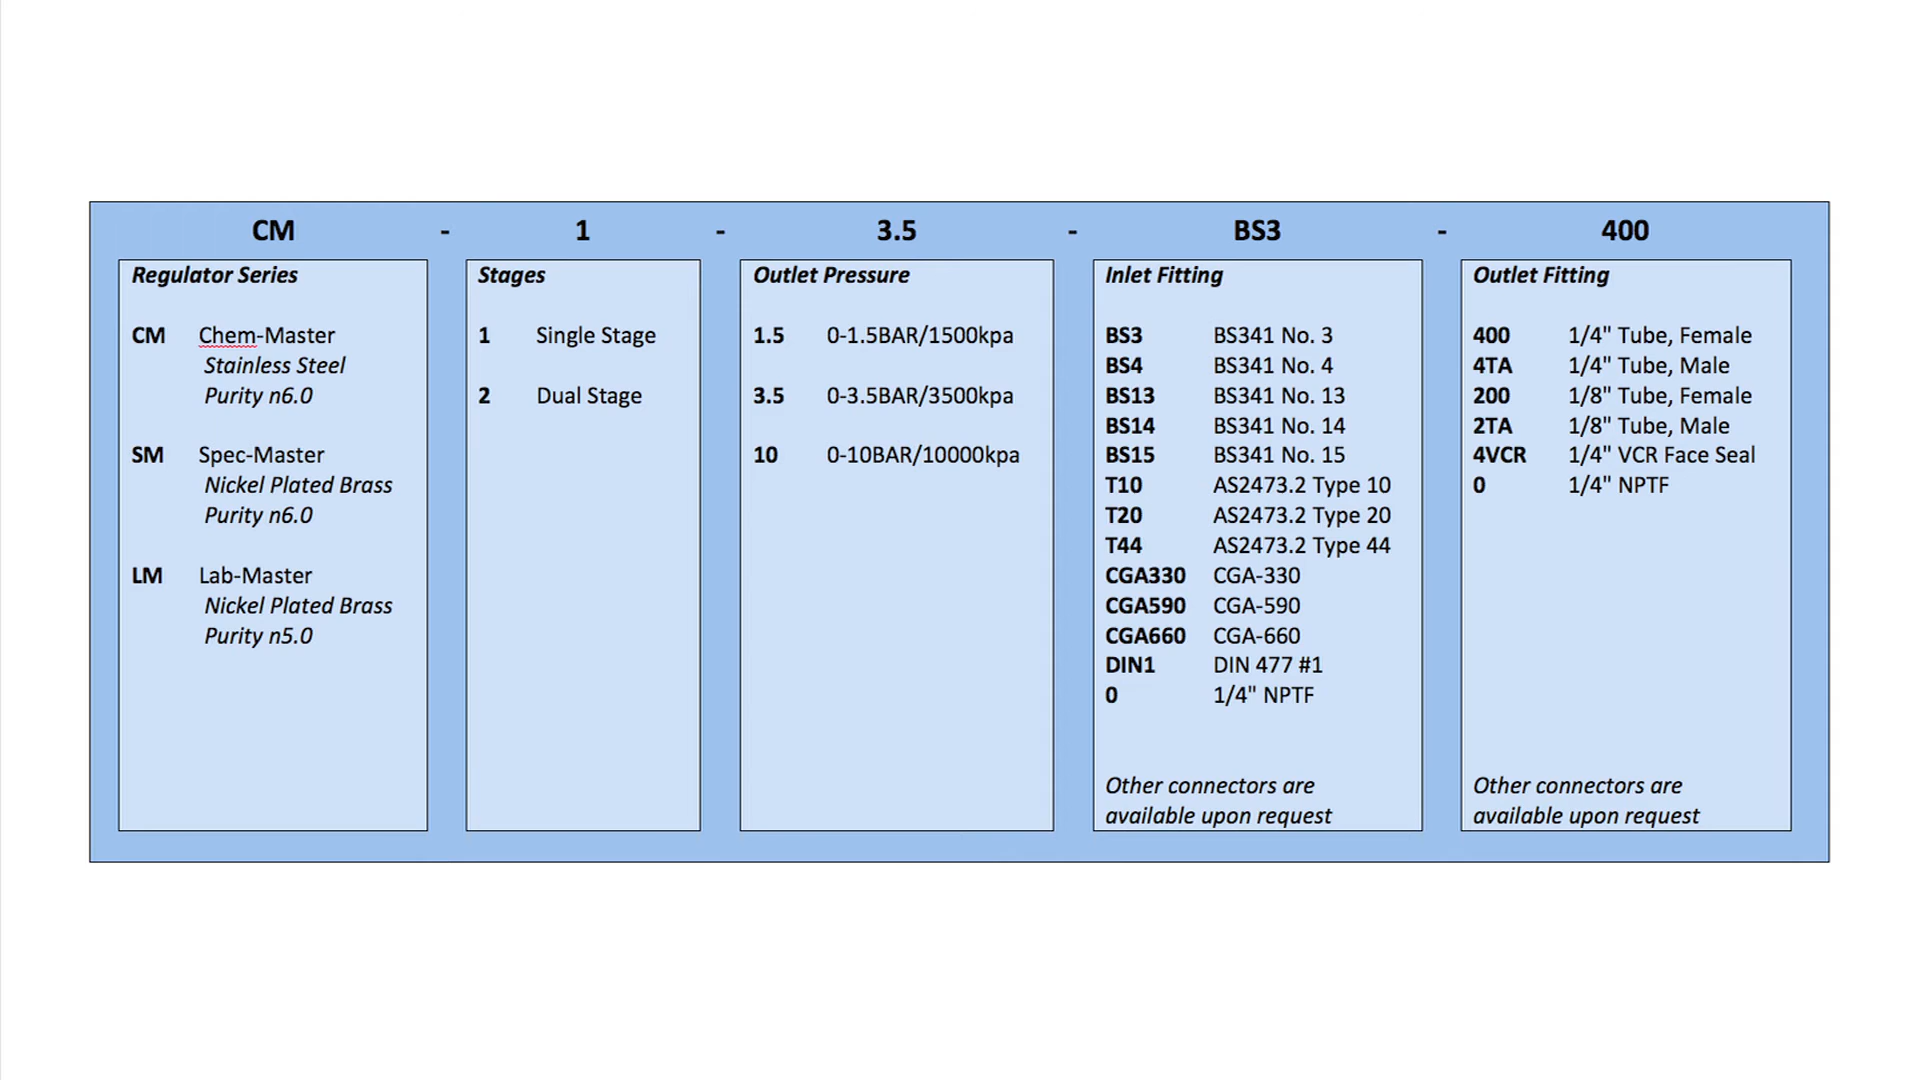 CM - 1 - 3.5 - BS3 - 400
Regulator Series
CM Chem-Master
Stainless Steel
Purity n6.0
SM Spec-Master
Nickel Plated Brass
Purity n6.0
LM Lab-Master
Nickel Plated Brass
Purity n5.0
Stages
1 Single Stage
2 Dual Stage
Outlet Pressure
1.5 0-1.5BAR/1500kpa
3.5 0-3.5BAR/3500kpa
10 0-10BAR/10000kpa
Inlet Fitting
BS3 BS341 No. 3
BS4 BS341 No. 4
BS13 BS341 No. 13
BS14 BS341 No. 14
BS15 BS341 No. 15
T10 AS2473.2 Type 10
T20 AS2473.2 Type 20
T44 AS2473.2 Type 44
CGA330 CGA-330
CGA590 CGA-590
CGA660 CGA-660
DIN1 DIN 477 #1
0 1/4" NPTF
Other connectors are
available upon request
Outlet Fitting
400 1/4" Tube, Female
4TA 1/4" Tube, Male
200 1/8" Tube, Female
2TA 1/8" Tube, Male
4VCR 1/4" VCR Face Seal
0 1/4" NPTF
Other connectors are
available upon request